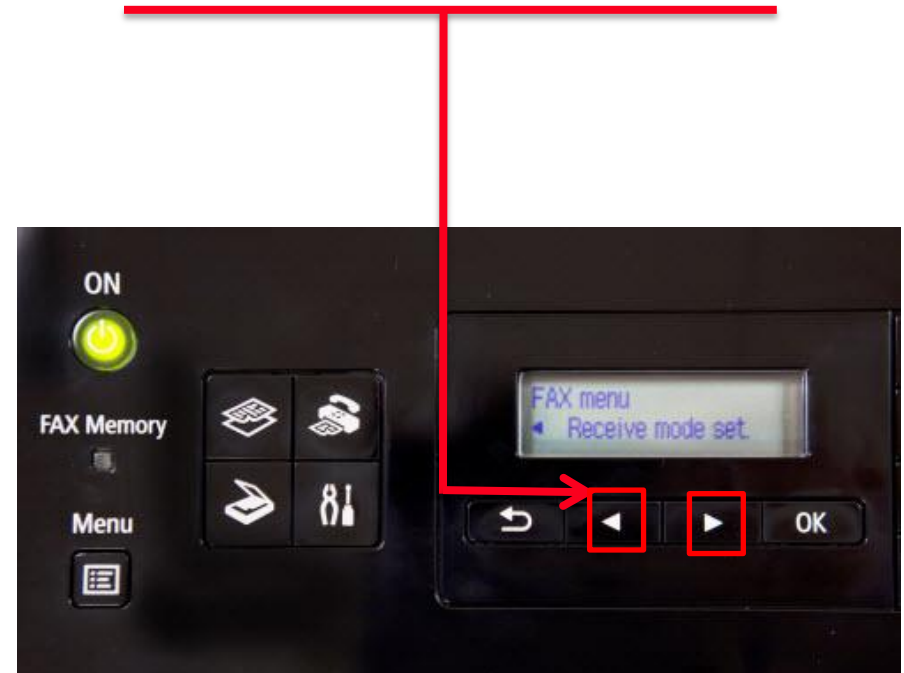 ON
FAX menu
◄ Receive mode set.
FAX Memory
Menu
OK